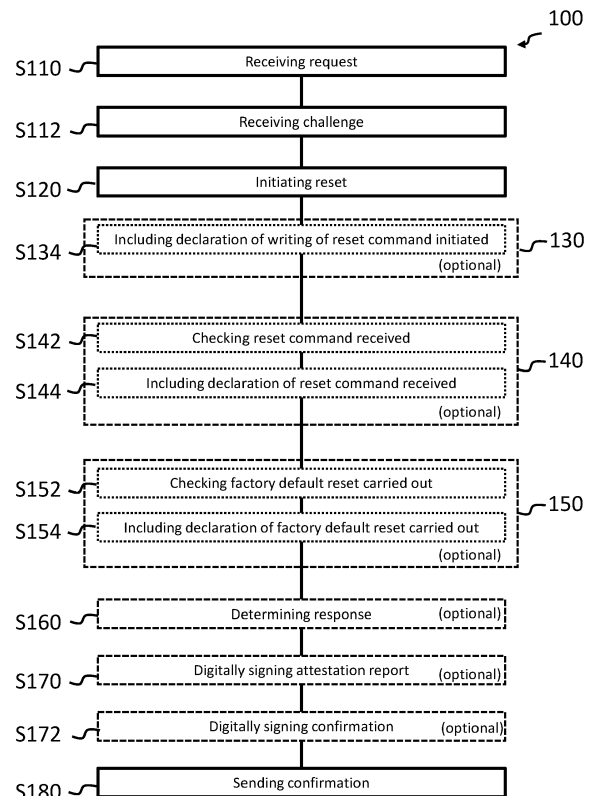 100
S110 Receiving request
S112 Receiving challenge
S120 Initiating reset
S134 Including declaration of writing of reset command initiated 130
(optional)
S142 Checking reset command received
140
S144 Including declaration of reset command received
(optional)
S152 Checking factory default reset carried out
150
S154 Including declaration of factory default reset carried out
(optional)
S160 Determining response (optional)
S170 Digitally signing attestation report (optional)
S172 Digitally signing confirmation (optional)
S180 Sending confirmation